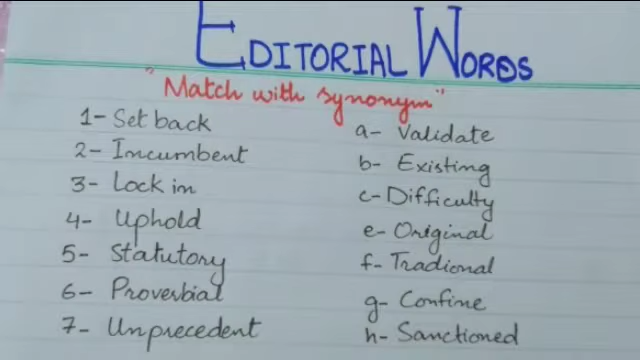 EDITORIAL WORDS
"Match with synonym"
1- Set back
a- Validate
2- Incumbent
b- Existing
3- Lock in
c- Difficulty
4- Uphold
e- Original
5- Statutory
f- Tradional
6- Proverbial
g- Confine
7- Unprecedent
h- Sanctioned